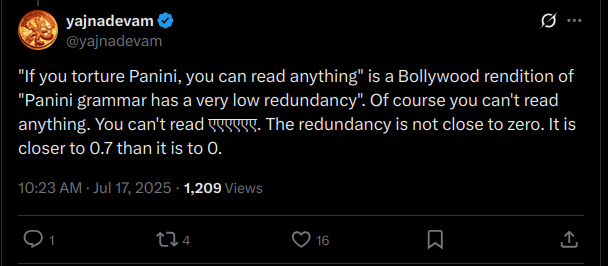 yajnadevam
@yajnadevam
"If you torture Panini, you can read anything" is a Bollywood rendition of
"Panini grammar has a very low redundancy". Of course you can't read
anything. You can't read ९९९९९९. The redundancy is not close to zero. It is
closer to 0.7 than it is to 0.
10:23 AM · Jul 17, 2025 · 1,209 Views
1 4 16